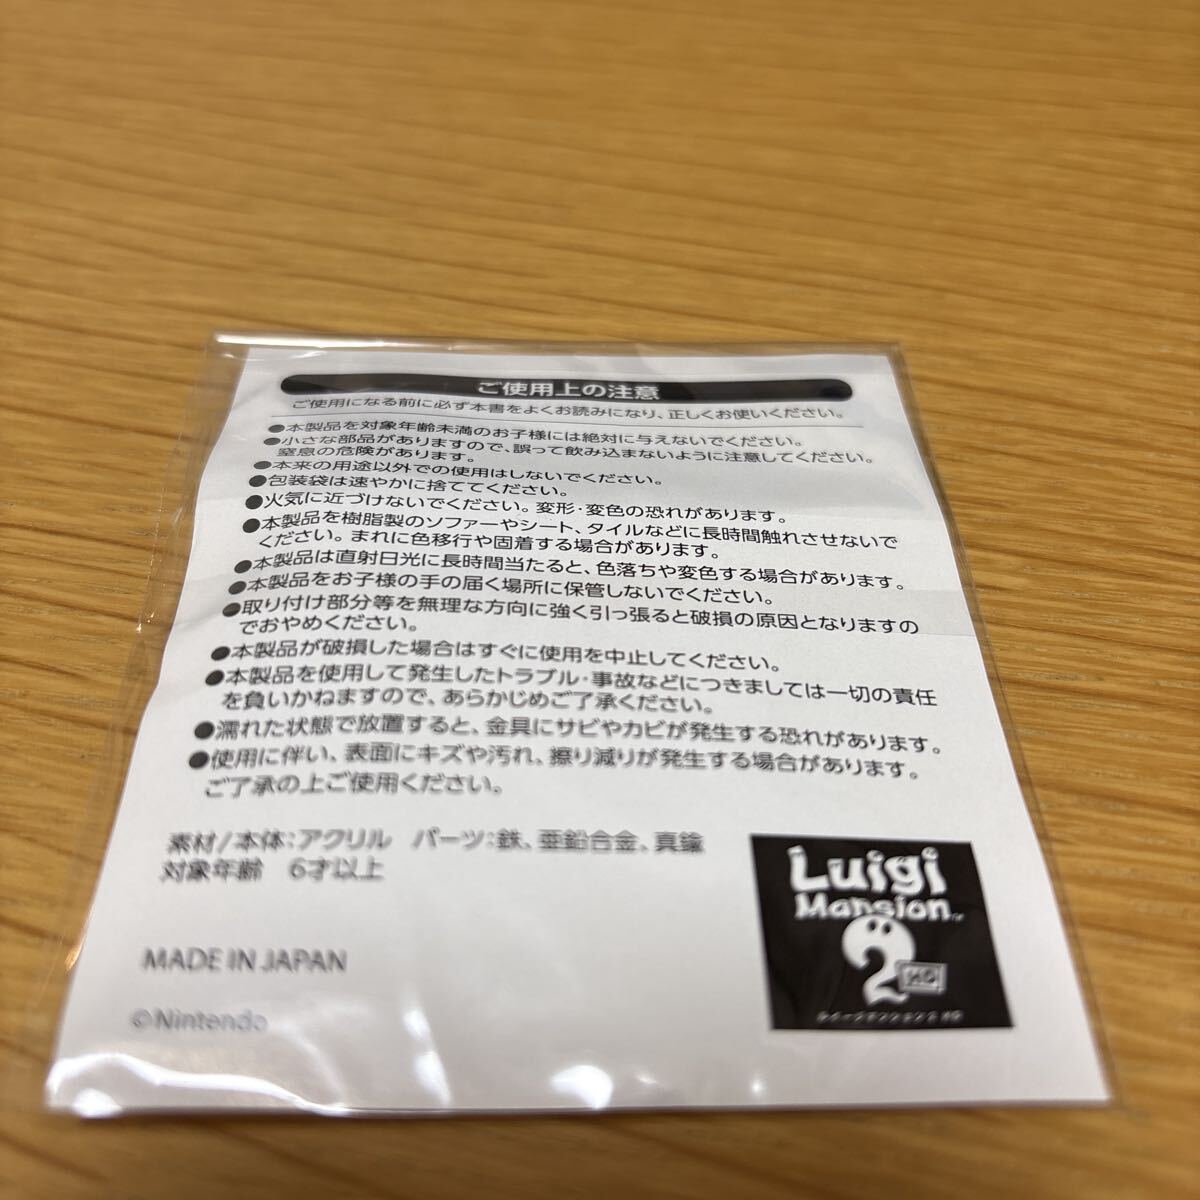 ご使用上の注意
ご使用になる前に必ず本書をよくお読みになり、正しくお使いください。
●本製品を対象年齢未満のお子様には絶対に与えないでください。
●小さな部品がありますので、誤って飲み込まないように注意してください。
窒息の危険があります。
●本来の用途以外での使用はしないでください。
●包装袋は速やかに捨ててください。
●火気に近づけないでください。変形・変色の恐れがあります。
●本製品を樹脂製のソファーやシート、タイルなどに長時間触れさせないで
ください。まれに色移行や固着する場合があります。
●本製品は直射日光に長時間当たると、色落ちや変色する場合があります。
●本製品をお子様の手の届く場所に保管しないでください。
●取り付け部分等を無理な方向に強く引っ張ると破損の原因となりますの
でおやめください。
●本製品が破損した場合はすぐに使用を中止してください。
●本製品を使用して発生したトラブル・事故などにつきましては一切の責任
を負いかねますので、あらかじめご了承ください。
●濡れた状態で放置すると、金具にサビやカビが発生する恐れがあります。
●使用に伴い、表面にキズや汚れ、擦り減りが発生する場合があります。
ご了承の上ご使用ください。
素材/本体:アクリル　パーツ:鉄、亜鉛合金、真鍮
対象年齢　6才以上
MADE IN JAPAN
©Nintendo
Luigi
Mansion™
2 HD
ルイージマンション2 HD